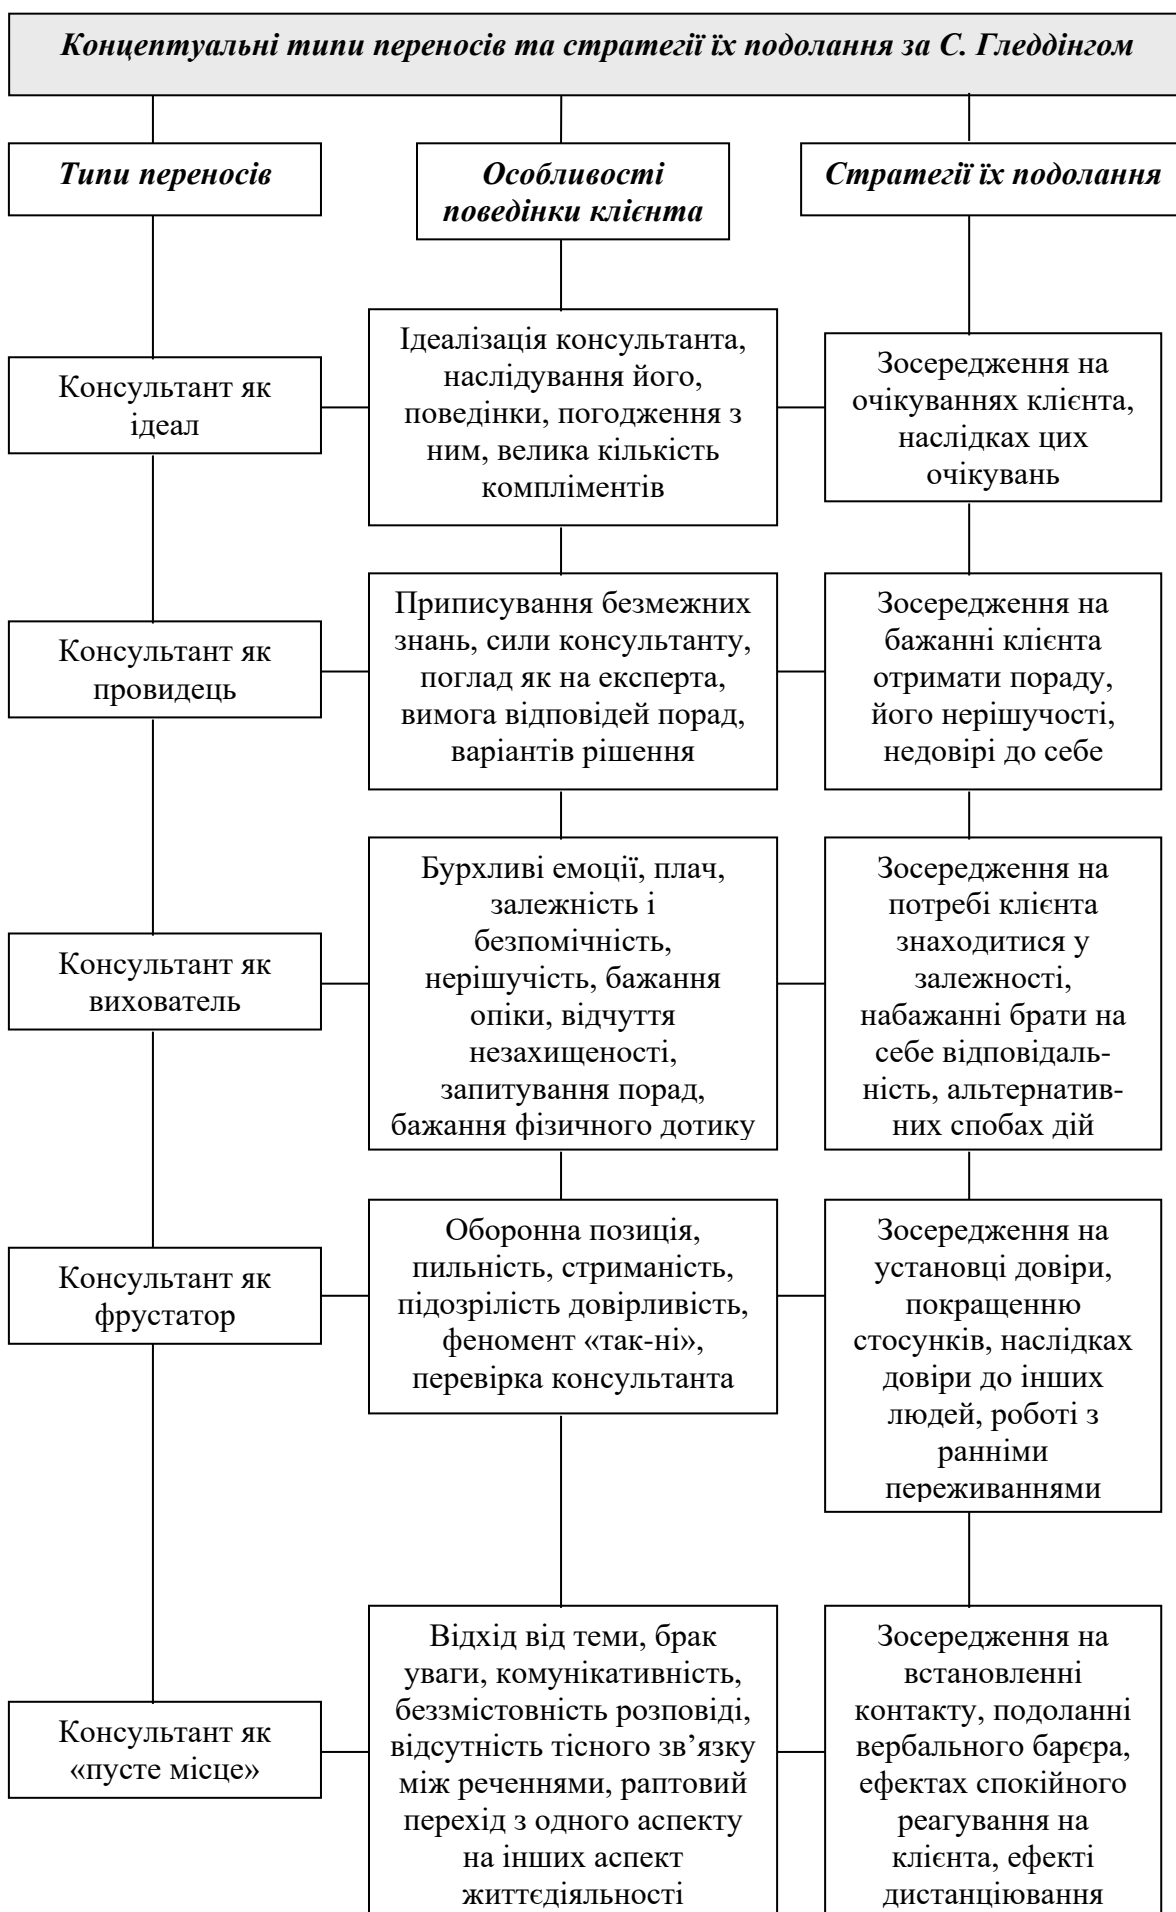 Концептуальні типи переносів та стратегії їх подолання за С. Гледдінгом
Типи переносів
Особливості
поведінки клієнта
Стратегії їх подолання
Консультант як
ідеал
Ідеалізація консультанта,
наслідування його,
поведінки, погодження з
ним, велика кількість
компліментів
Зосередження на
очікуваннях клієнта,
наслідках цих
очікувань
Консультант як
провидець
Приписування безмежних
знань, сили консультанту,
поглад як на експерта,
вимога відповідей порад,
варіантів рішення
Зосередження на
бажанні клієнта
отримати пораду,
його нерішучості,
недовірі до себе
Консультант як
вихователь
Бурхливі емоції, плач,
залежність і
безпомічність,
нерішучість, бажання
опіки, відчуття
незахищеності,
запитування порад,
бажання фізичного дотику
Зосередження на
потребі клієнта
знаходитися у
залежності,
набажанні брати на
себе відповідаль-
ність, альтернатив-
них спобах дій
Консультант як
фрустатор
Оборонна позиція,
пильність, стриманість,
підозрілість довірливість,
феномент «так-ні»,
перевірка консультанта
Зосередження на
установці довіри,
покращенню
стосунків, наслідках
довіри до інших
людей, роботі з
ранніми
переживаннями
Консультант як
«пусте місце»
Відхід від теми, брак
уваги, комунікативність,
беззмістовність розповіді,
відсутність тісного зв’язку
між реченнями, раптовий
перехід з одного аспекту
на інших аспект
життєдіяльності
Зосередження на
встановленні
контакту, подоланні
вербального барєра,
ефектах спокійного
реагування на
клієнта, ефекті
дистанціювання